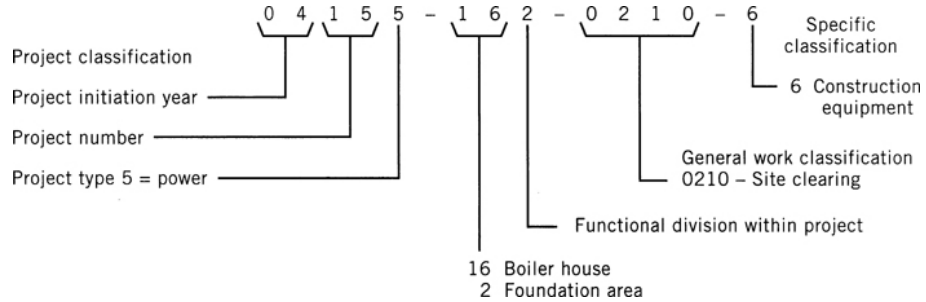 0 4 1 5 5 - 1 6 2 - 0 2 1 0 - 6
Specific
classification
Project classification
Project initiation year
6 Construction
equipment
Project number
General work classification
0210 – Site clearing
Project type 5 = power
Functional division within project
16 Boiler house
2 Foundation area